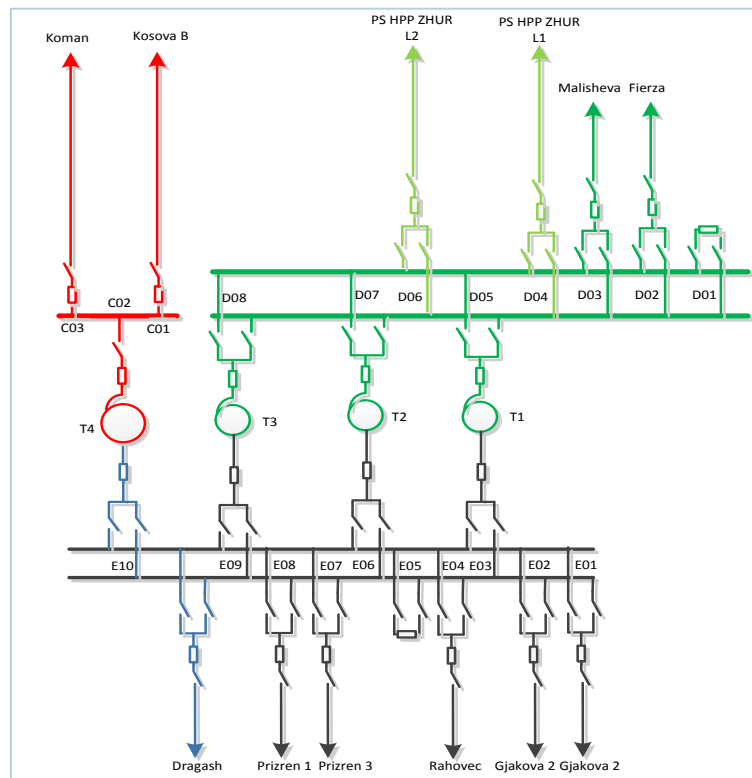 PS HPP ZHUR
L2
PS HPP ZHUR
L1
Koman
Kosova B
Malisheva
Fierza
D08
D07
D06
D05
D04
D03
D02
D01
C02
C03
C01
T4
T3
T2
T1
E10
E09
E08
E07
E06
E05
E04
E03
E02
E01
Dragash
Prizren 1
Prizren 3
Rahovec
Gjakova 2
Gjakova 2